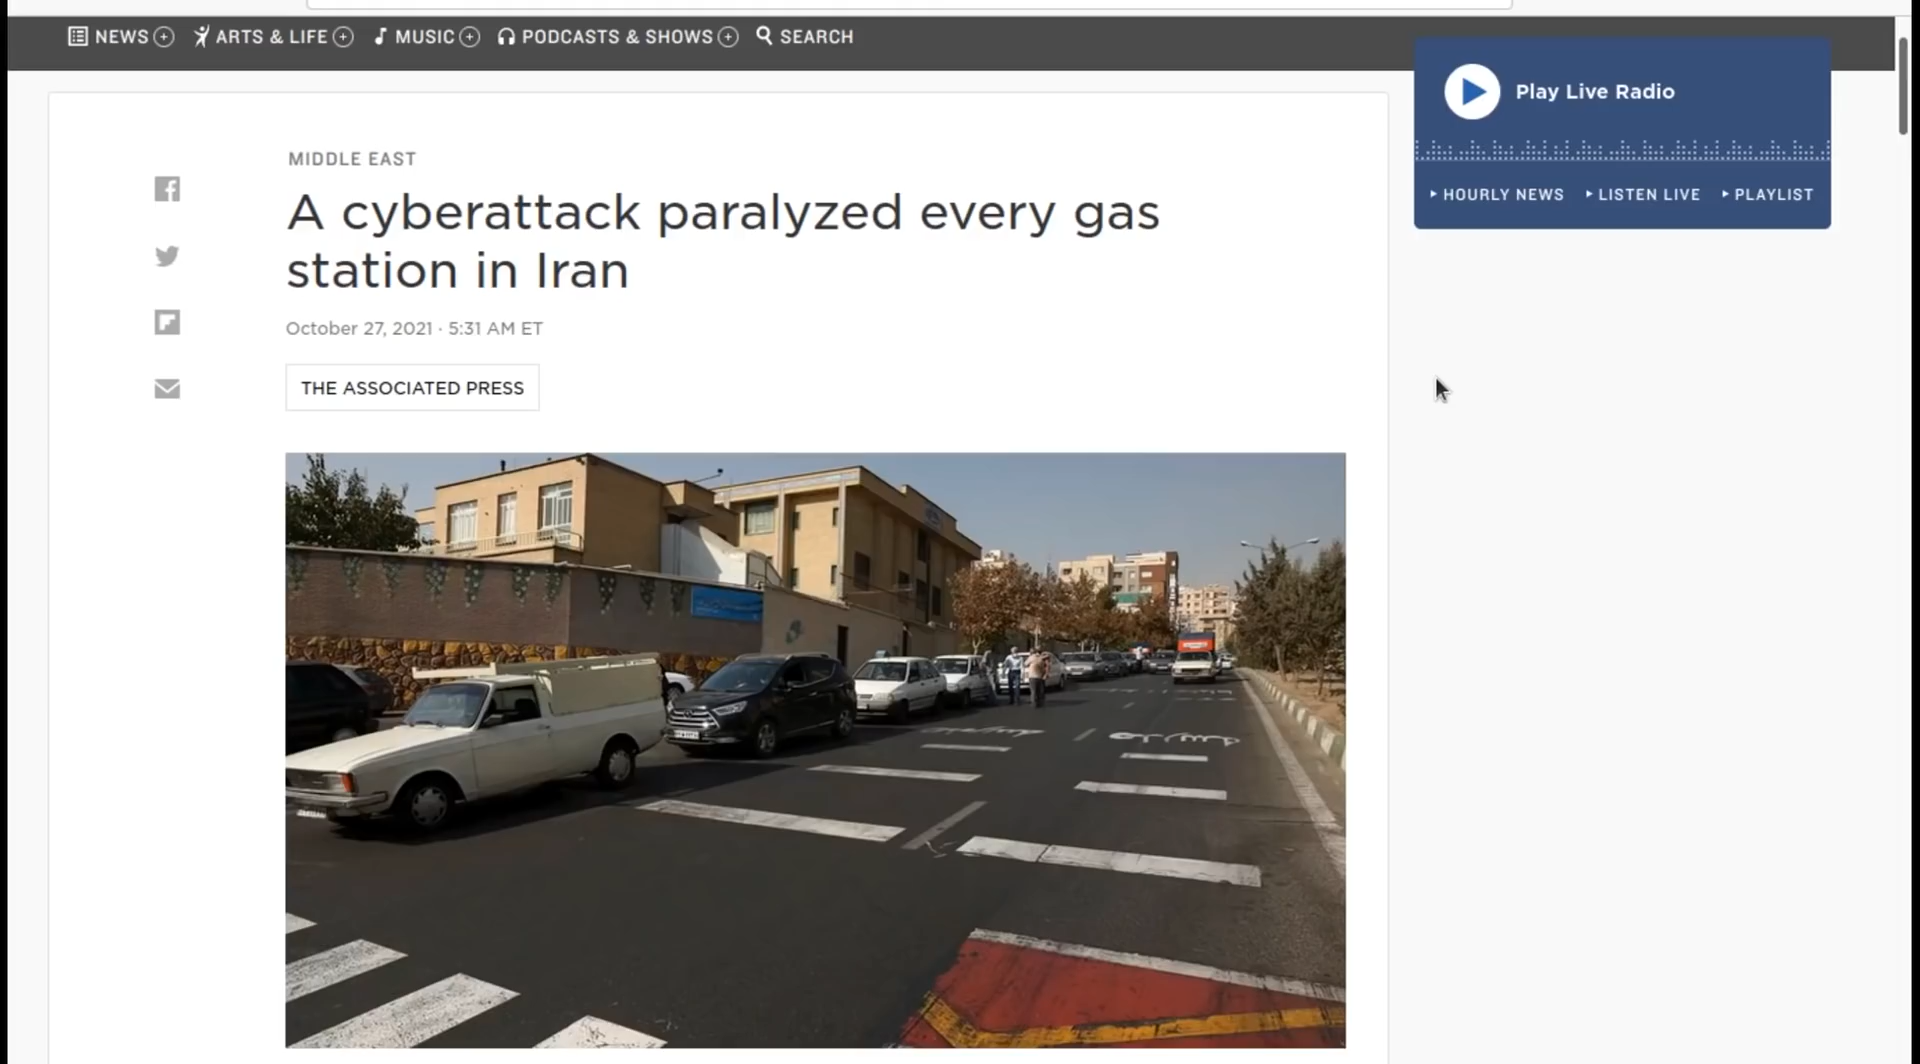 NEWS ARTS & LIFE MUSIC PODCASTS & SHOWS SEARCH
Play Live Radio
HOURLY NEWS LISTEN LIVE PLAYLIST
MIDDLE EAST
A cyberattack paralyzed every gas
station in Iran
October 27, 2021 · 5:31 AM ET
THE ASSOCIATED PRESS